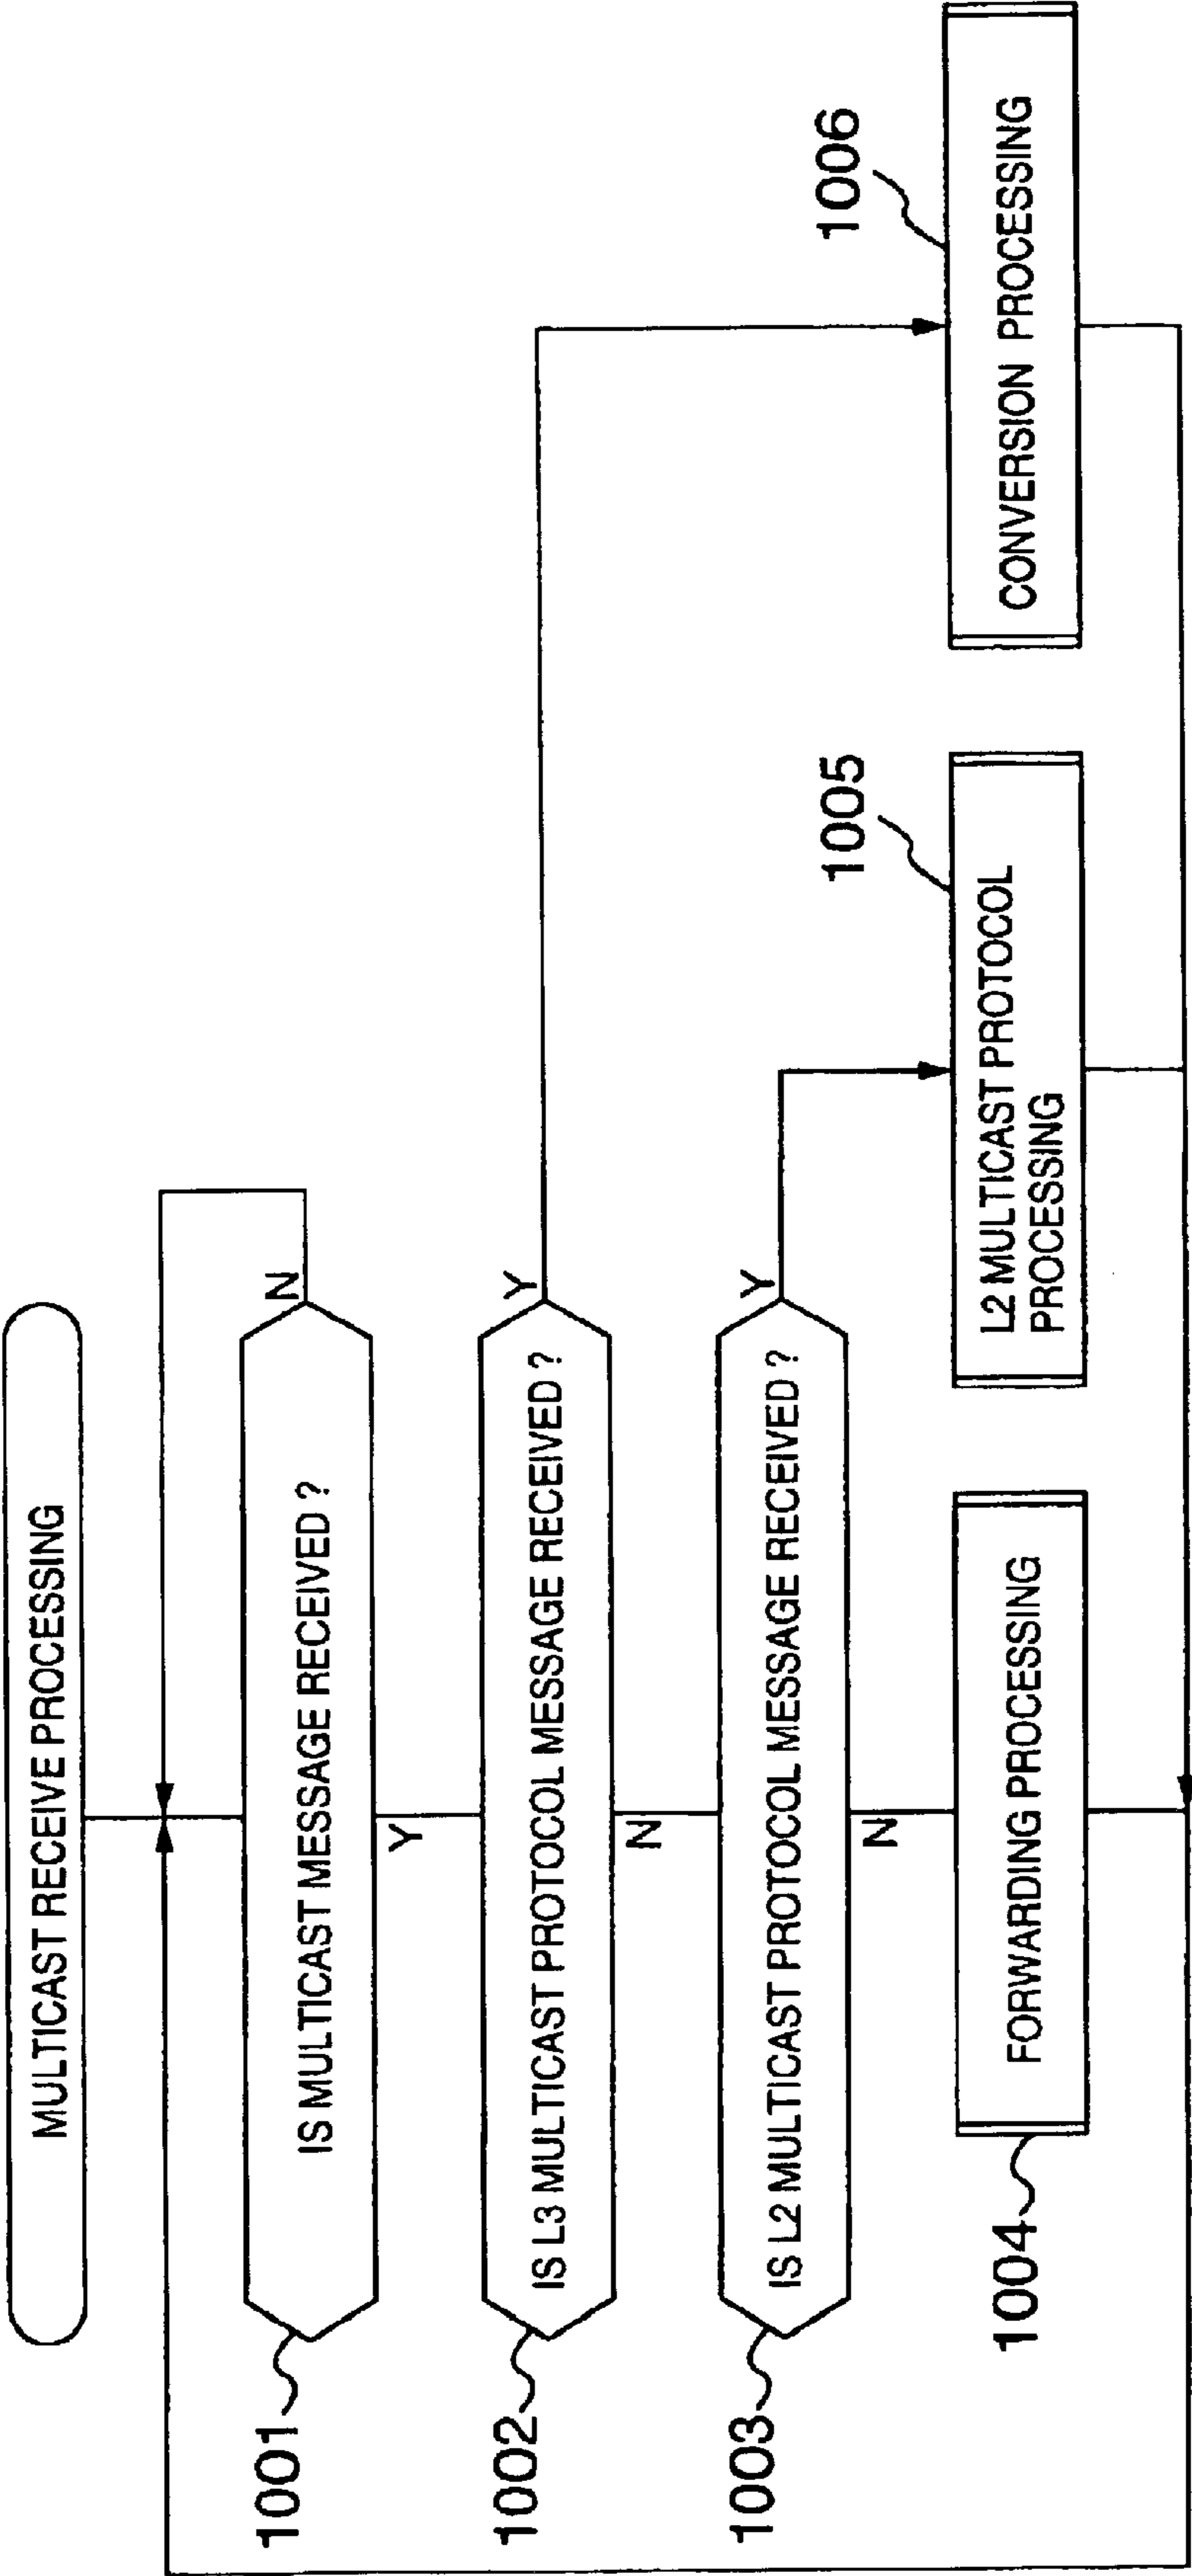 MULTICAST RECEIVE PROCESSING
1001
IS MULTICAST MESSAGE RECEIVED ?
N
Y
1002
IS L3 MULTICAST PROTOCOL MESSAGE RECEIVED ?
Y
N
1003
IS L2 MULTICAST PROTOCOL MESSAGE RECEIVED ?
Y
N
1004
FORWARDING PROCESSING
1005
L2 MULTICAST PROTOCOL
PROCESSING
1006
CONVERSION PROCESSING